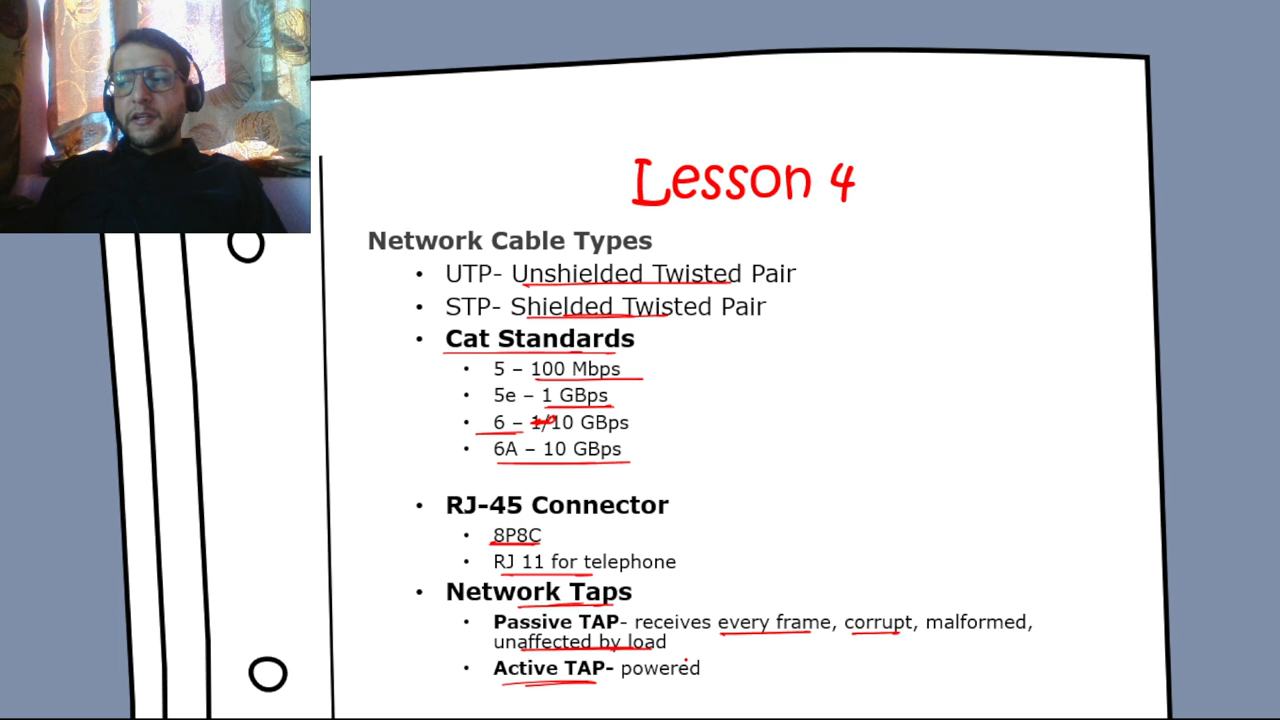 Lesson 4
Network Cable Types
• UTP- Unshielded Twisted Pair
• STP- Shielded Twisted Pair
• Cat Standards
• 5 – 100 Mbps
• 5e – 1 GBps
• 6 – 1/10 GBps
• 6A – 10 GBps
• RJ-45 Connector
• 8P8C
• RJ 11 for telephone
• Network Taps
• Passive TAP- receives every frame, corrupt, malformed,
unaffected by load
• Active TAP- powered